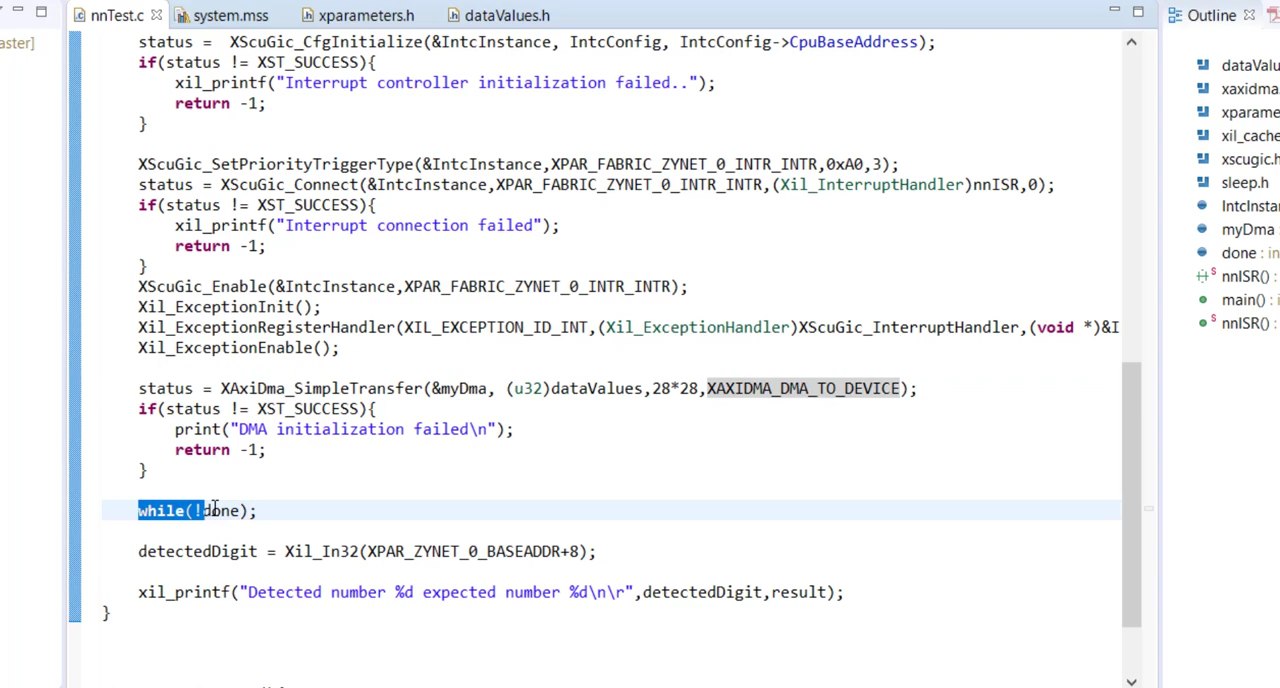 nnTest.c system.mss xparameters.h dataValues.h Outline
aster]
status =  XScuGic_CfgInitialize(&IntcInstance, IntcConfig, IntcConfig->CpuBaseAddress);
if(status != XST_SUCCESS){
xil_printf("Interrupt controller initialization failed..");
return -1;
}
XScuGic_SetPriorityTriggerType(&IntcInstance,XPAR_FABRIC_ZYNET_0_INTR_INTR,0xA0,3);
status = XScuGic_Connect(&IntcInstance,XPAR_FABRIC_ZYNET_0_INTR_INTR,(Xil_InterruptHandler)nnISR,0);
if(status != XST_SUCCESS){
xil_printf("Interrupt connection failed");
return -1;
}
XScuGic_Enable(&IntcInstance,XPAR_FABRIC_ZYNET_0_INTR_INTR);
Xil_ExceptionInit();
Xil_ExceptionRegisterHandler(XIL_EXCEPTION_ID_INT,(Xil_ExceptionHandler)XScuGic_InterruptHandler,(void *)&I
Xil_ExceptionEnable();
status = XAxiDma_SimpleTransfer(&myDma, (u32)dataValues,28*28,XAXIDMA_DMA_TO_DEVICE);
if(status != XST_SUCCESS){
print("DMA initialization failed\n");
return -1;
}
while(!done);
detectedDigit = Xil_In32(XPAR_ZYNET_0_BASEADDR+8);
xil_printf("Detected number %d expected number %d\n\r",detectedDigit,result);
}
dataValu
xaxidma.
xparame
xil_cache
xscugic.h
sleep.h
IntcInstar
myDma :
done : in
nnISR() :
main() : i
nnISR() :